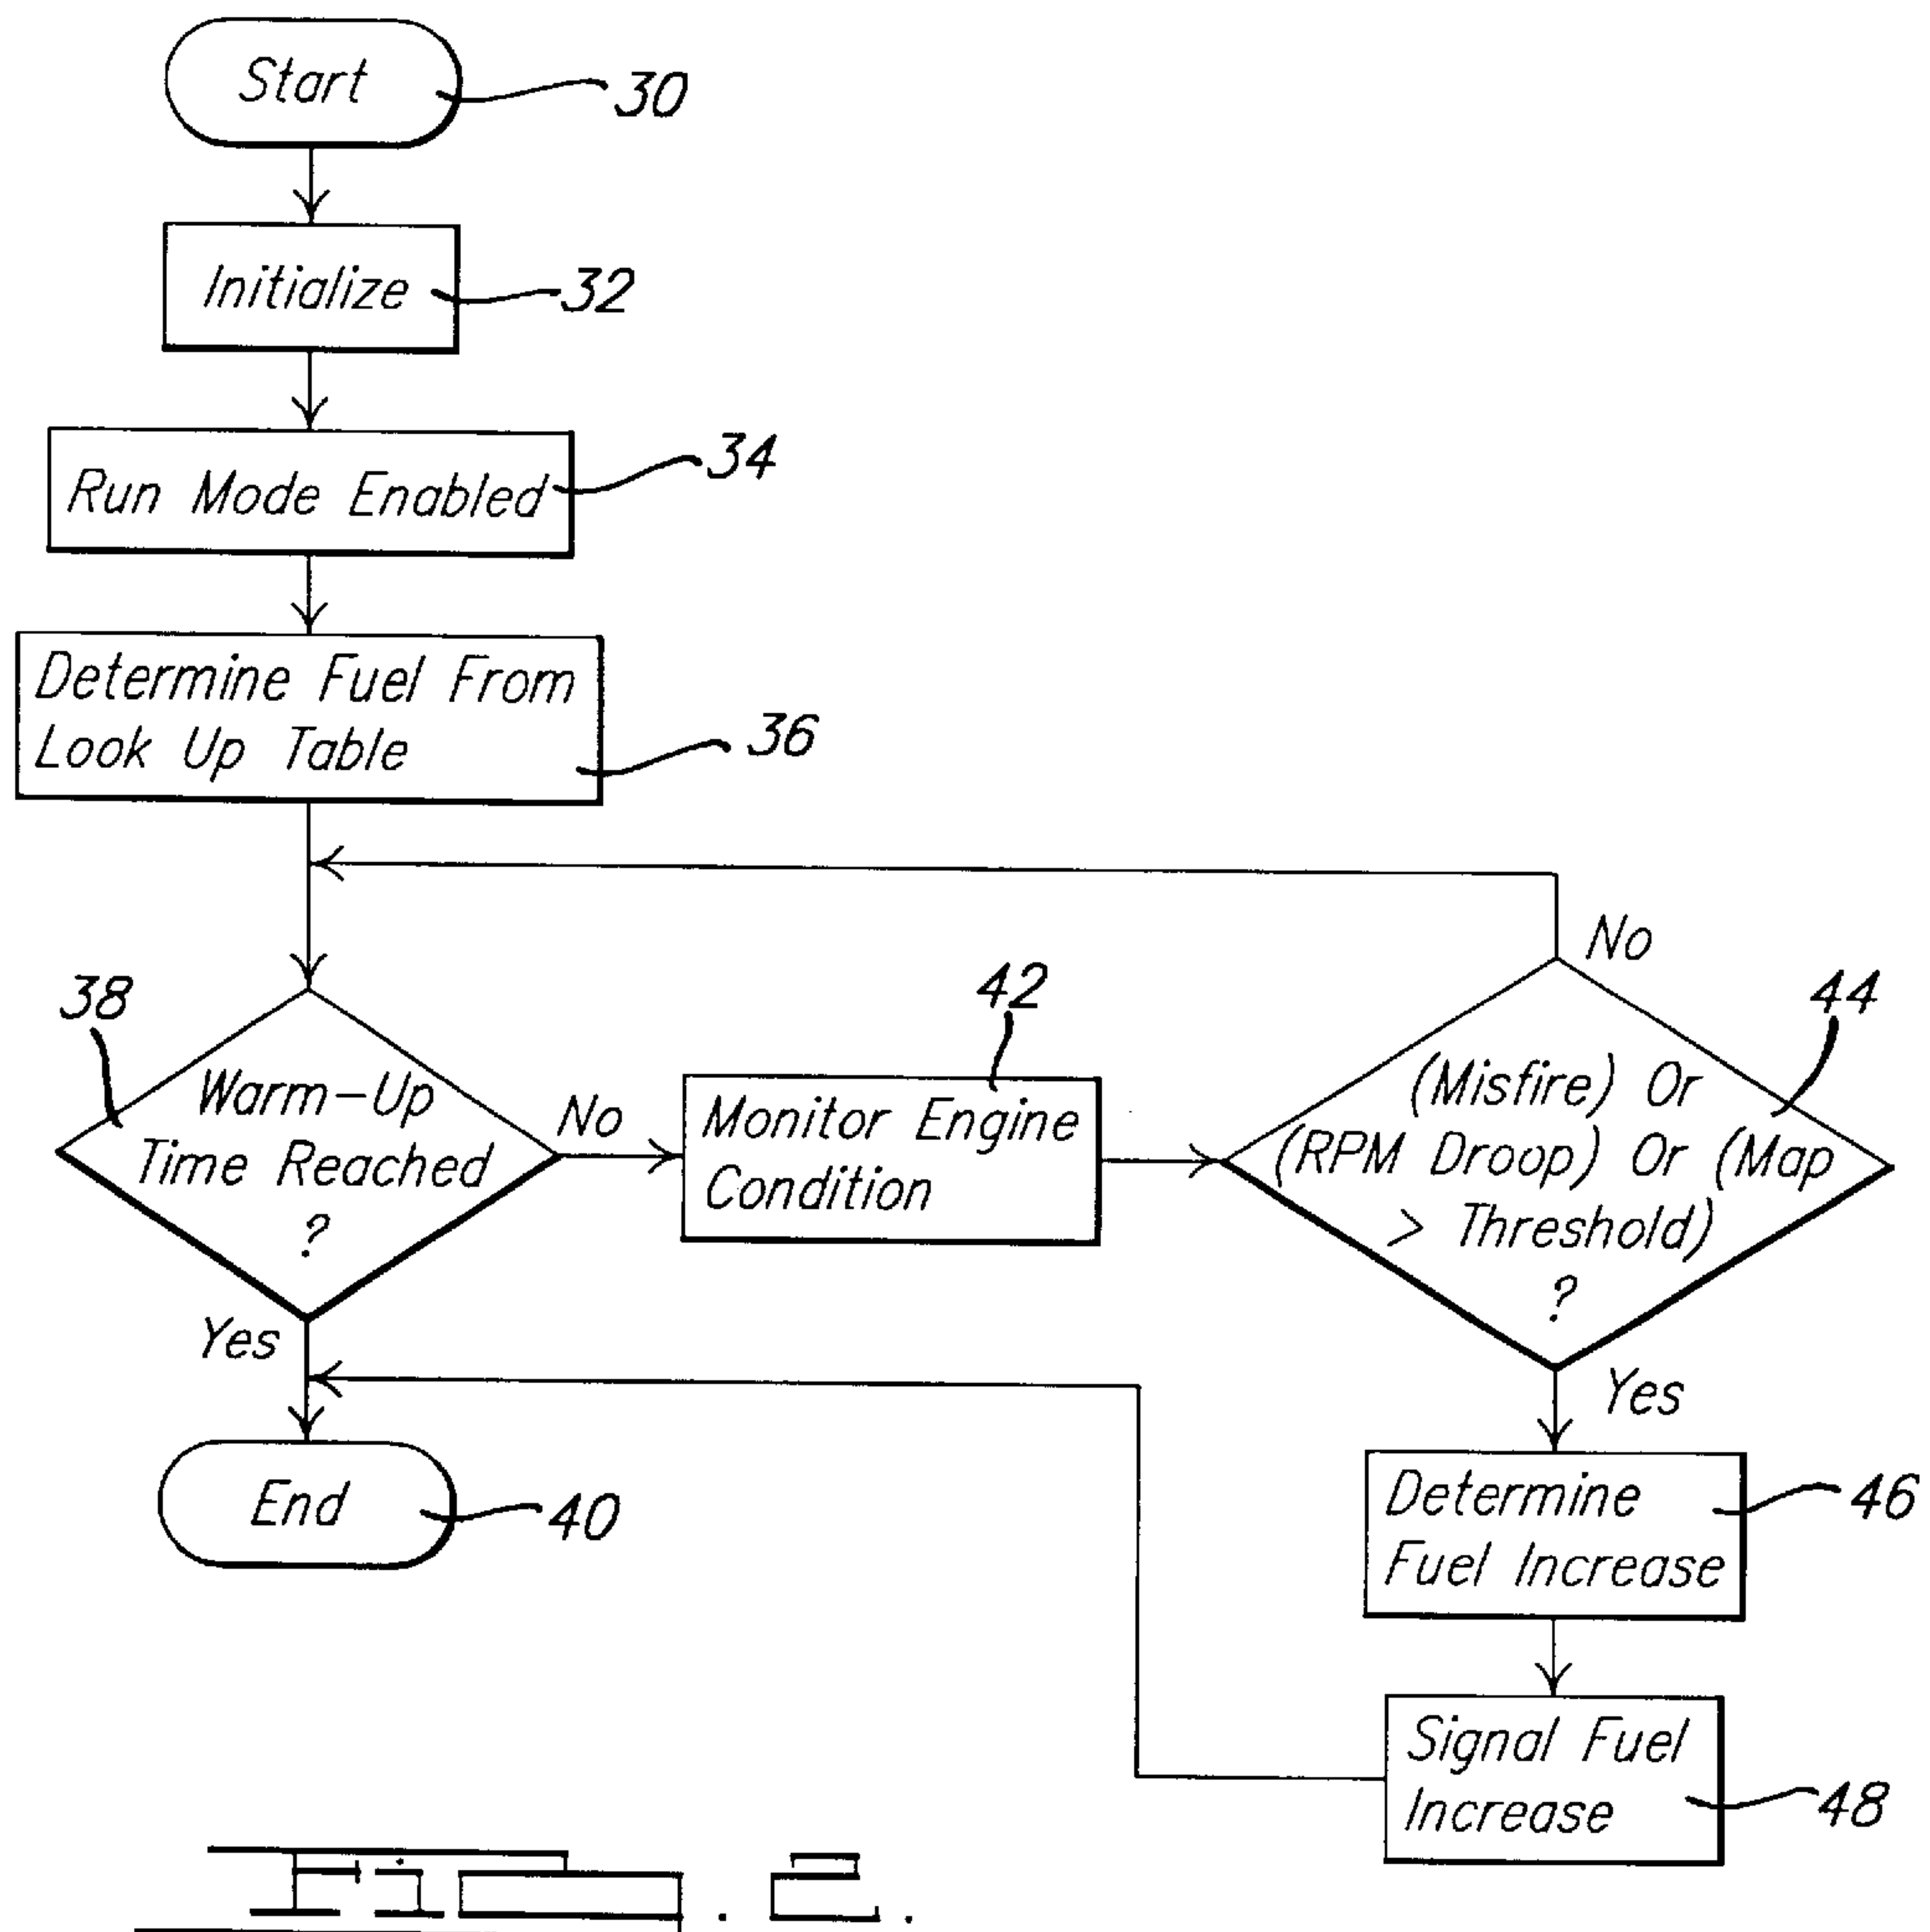 Start
30
Initialize
32
Run Mode Enabled
34
Determine Fuel From
Look Up Table
36
No
38
42
44
Warm-Up
Time Reached
?
No
Monitor Engine
Condition
(Misfire) Or
(RPM Droop) Or (Map
> Threshold)
?
Yes
Yes
End
40
Determine
Fuel Increase
46
Signal Fuel
Increase
48